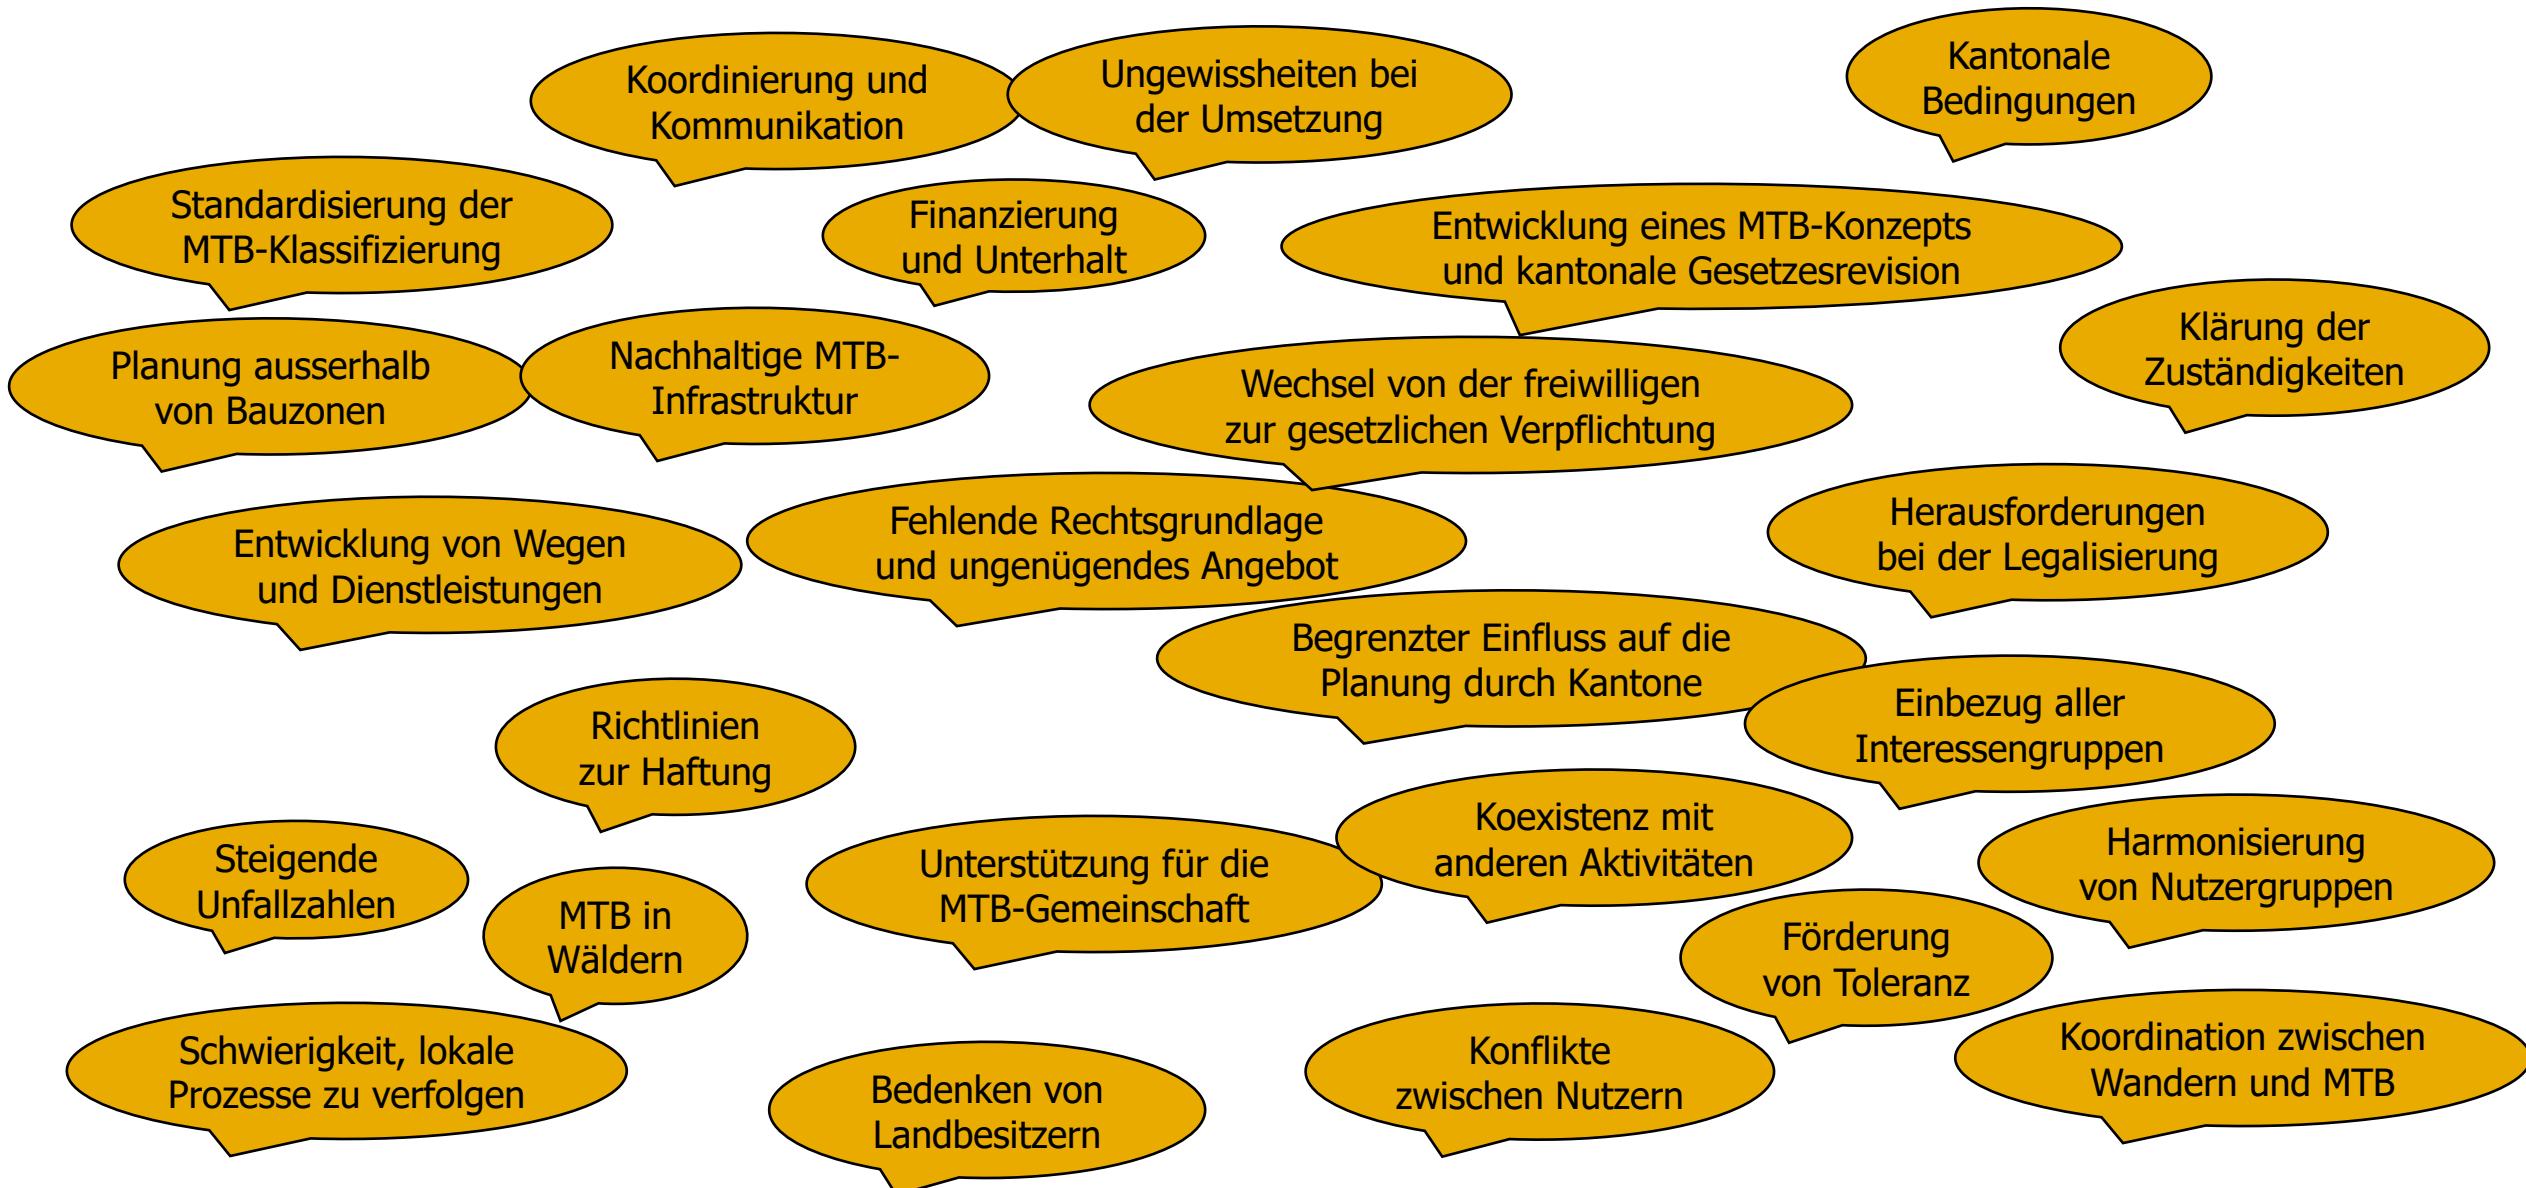 Koordinierung und
Kommunikation
Ungewissheiten bei
der Umsetzung
Kantonale
Bedingungen
Standardisierung der
MTB-Klassifizierung
Finanzierung
und Unterhalt
Entwicklung eines MTB-Konzepts
und kantonale Gesetzesrevision
Klärung der
Zuständigkeiten
Planung ausserhalb
von Bauzonen
Nachhaltige MTB-
Infrastruktur
Wechsel von der freiwilligen
zur gesetzlichen Verpflichtung
Entwicklung von Wegen
und Dienstleistungen
Fehlende Rechtsgrundlage
und ungenügendes Angebot
Herausforderungen
bei der Legalisierung
Begrenzter Einfluss auf die
Planung durch Kantone
Einbezug aller
Interessengruppen
Richtlinien
zur Haftung
Steigende
Unfallzahlen
MTB in
Wäldern
Unterstützung für die
MTB-Gemeinschaft
Koexistenz mit
anderen Aktivitäten
Harmonisierung
von Nutzergruppen
Förderung
von Toleranz
Schwierigkeit, lokale
Prozesse zu verfolgen
Bedenken von
Landbesitzern
Konflikte
zwischen Nutzern
Koordination zwischen
Wandern und MTB